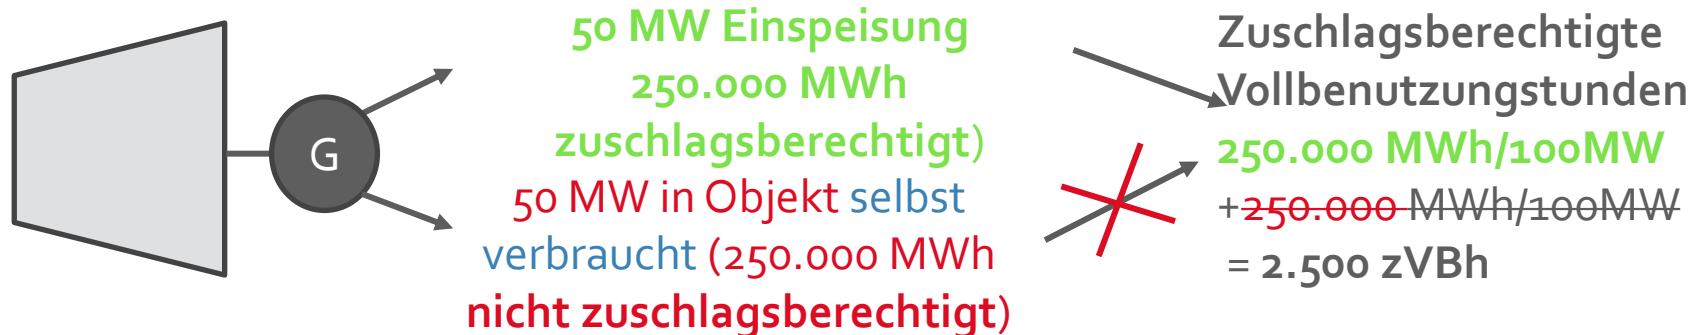 G
50 MW Einspeisung
250.000 MWh
zuschlagsberechtigt)
50 MW in Objekt selbst
verbraucht (250.000 MWh
nicht zuschlagsberechtigt)
Zuschlagsberechtigte
Vollbenutzungstunden
250.000 MWh/100MW
+250.000 MWh/100MW
= 2.500 zVBh